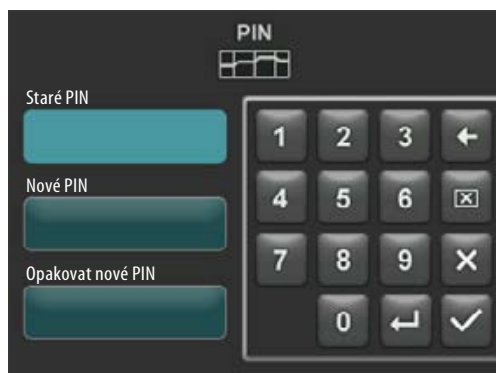 PIN
Staré PIN
1 2 3
Nové PIN
4 5 6
7 8 9
Opakovat nové PIN
0